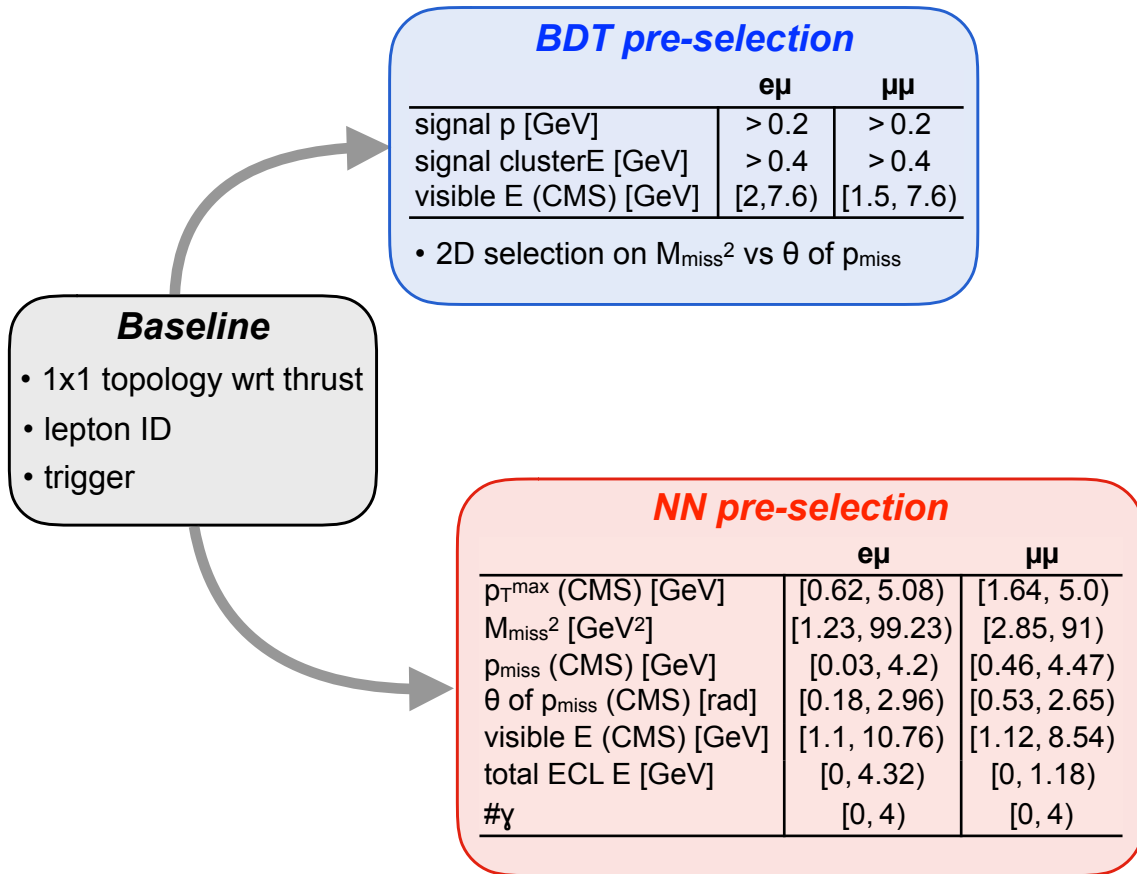 BDT pre-selection
eμ μμ
signal p [GeV] > 0.2 > 0.2
signal clusterE [GeV] > 0.4 > 0.4
visible E (CMS) [GeV] [2,7.6) [1.5, 7.6)
• 2D selection on Mmiss² vs θ of pmiss
Baseline
• 1x1 topology wrt thrust
• lepton ID
• trigger
NN pre-selection
eμ μμ
pTmax (CMS) [GeV] [0.62, 5.08) [1.64, 5.0)
Mmiss² [GeV²] [1.23, 99.23) [2.85, 91)
pmiss (CMS) [GeV] [0.03, 4.2) [0.46, 4.47)
θ of pmiss (CMS) [rad] [0.18, 2.96) [0.53, 2.65)
visible E (CMS) [GeV] [1.1, 10.76) [1.12, 8.54)
total ECL E [GeV] [0, 4.32) [0, 1.18)
#ɣ [0, 4) [0, 4)